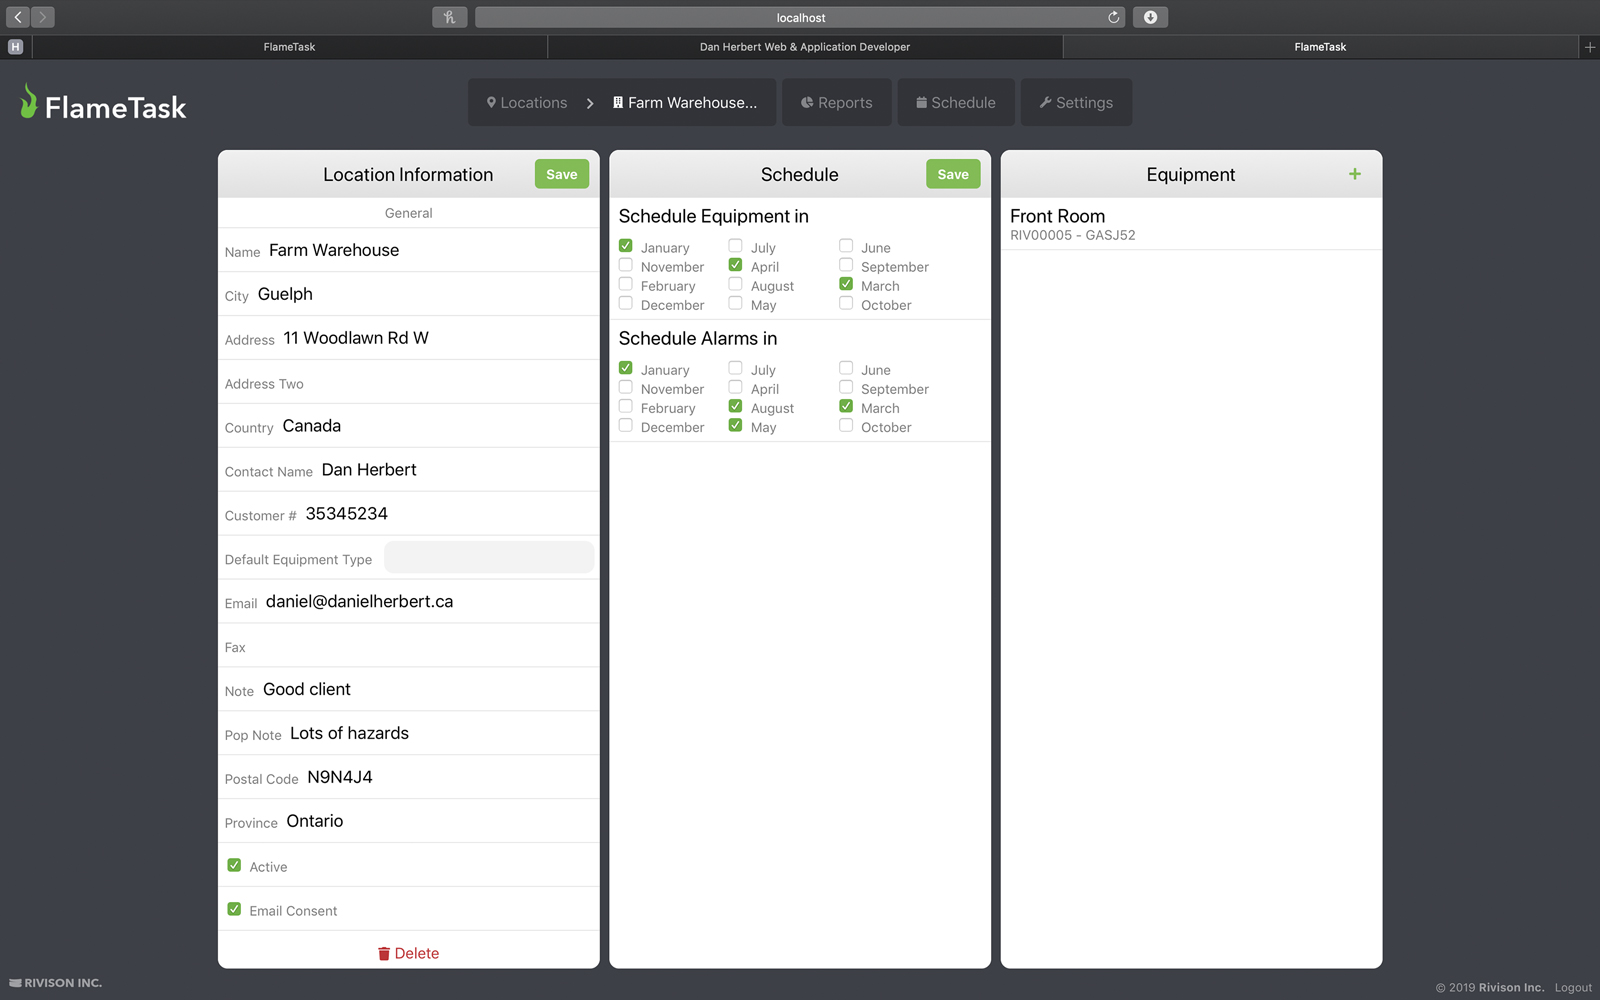 localhost
H
FlameTask
Dan Herbert Web & Application Developer
FlameTask
FlameTask
Locations
Farm Warehouse...
Reports
Schedule
Settings
Location Information
Save
General
Name Farm Warehouse
City Guelph
Address 11 Woodlawn Rd W
Address Two
Country Canada
Contact Name Dan Herbert
Customer # 35345234
Default Equipment Type
Email daniel@danielherbert.ca
Fax
Note Good client
Pop Note Lots of hazards
Postal Code N9N4J4
Province Ontario
Active
Email Consent
Delete
Schedule
Save
Schedule Equipment in
January July June
November April September
February August March
December May October
Schedule Alarms in
January July June
November April September
February August March
December May October
Equipment
+
Front Room
RIV00005 - GASJ52
RIVISON INC.
© 2019 Rivison Inc. Logout